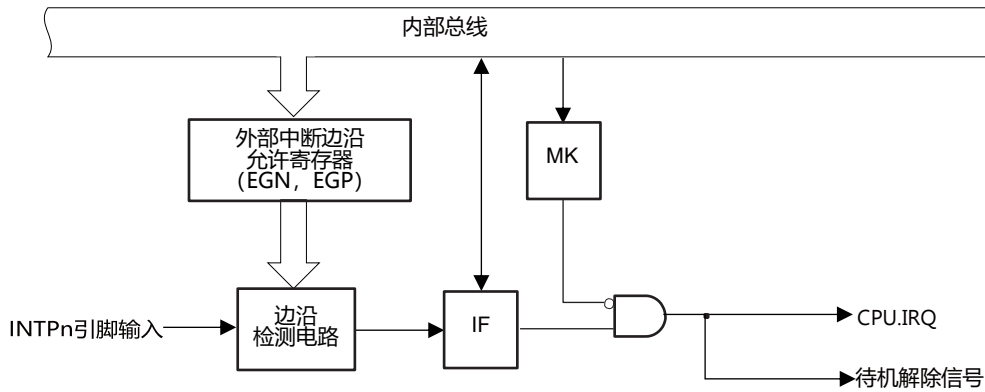 内部总线
外部中断边沿
允许寄存器
（EGN，EGP）
MK
INTPn引脚输入
边沿
检测电路
IF
CPU.IRQ
待机解除信号